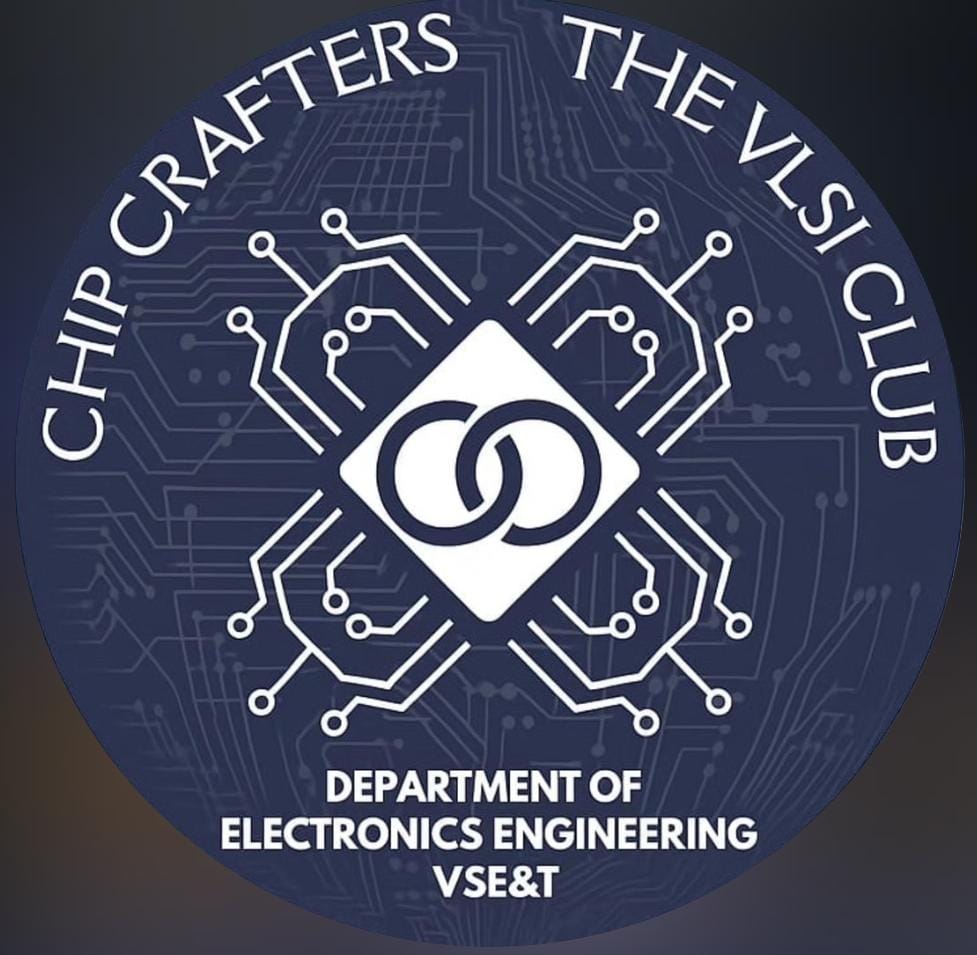 CHIP CRAFTERS
THE VLSI CLUB
DEPARTMENT OF
ELECTRONICS ENGINEERING
VSE&T